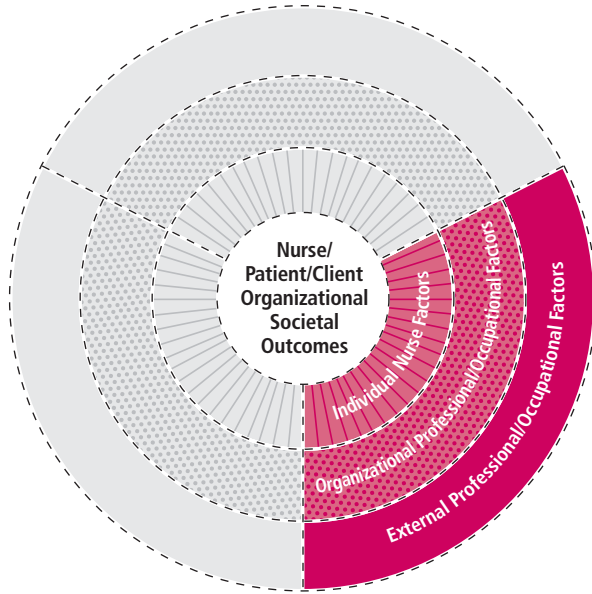 Nurse/
Patient/Client
Organizational
Societal
Outcomes
Individual Nurse Factors
Organizational Professional/Occupational Factors
External Professional/Occupational Factors